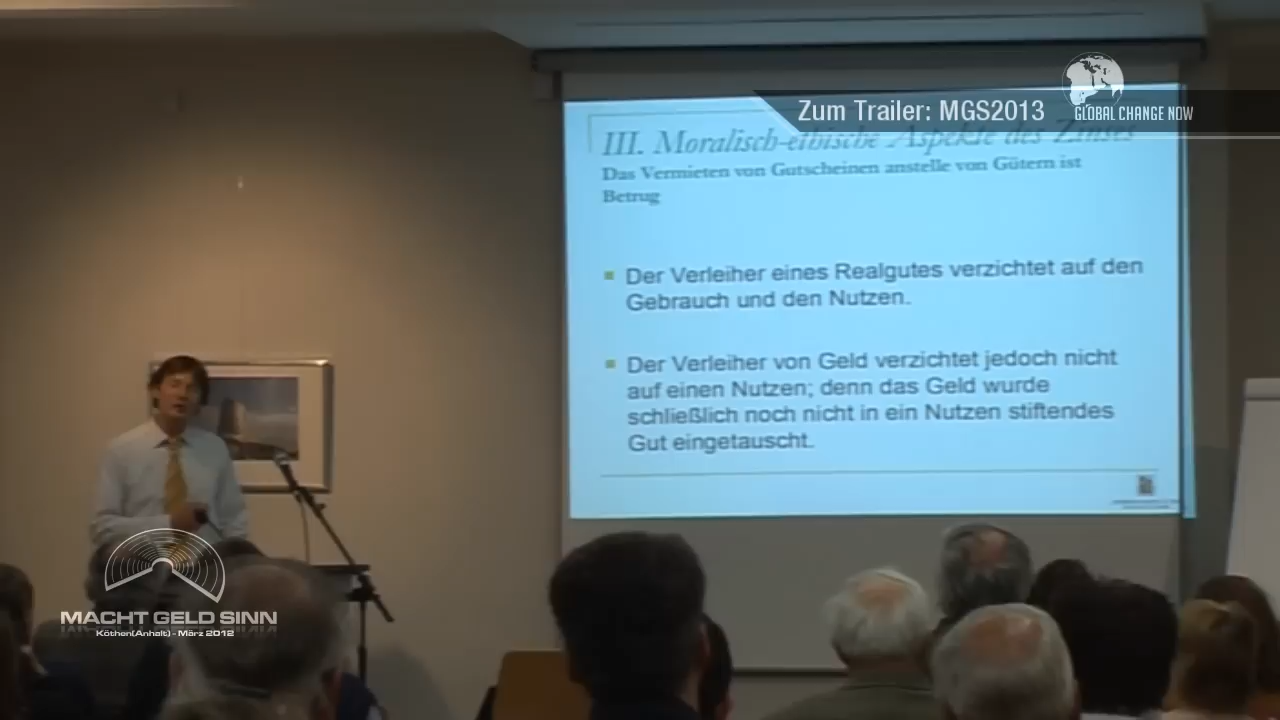 Zum Trailer: MGS2013
GLOBAL CHANGE NOW
III. Moralisch-ethische Aspekte des Zinses
Das Vermieten von Gutscheinen anstelle von Gütern ist
Betrug
Der Verleiher eines Realgutes verzichtet auf den
Gebrauch und den Nutzen.
Der Verleiher von Geld verzichtet jedoch nicht
auf einen Nutzen; denn das Geld wurde
schließlich noch nicht in ein Nutzen stiftendes
Gut eingetauscht.
MACHT GELD SINN
Köthen(Anhalt) - März 2012